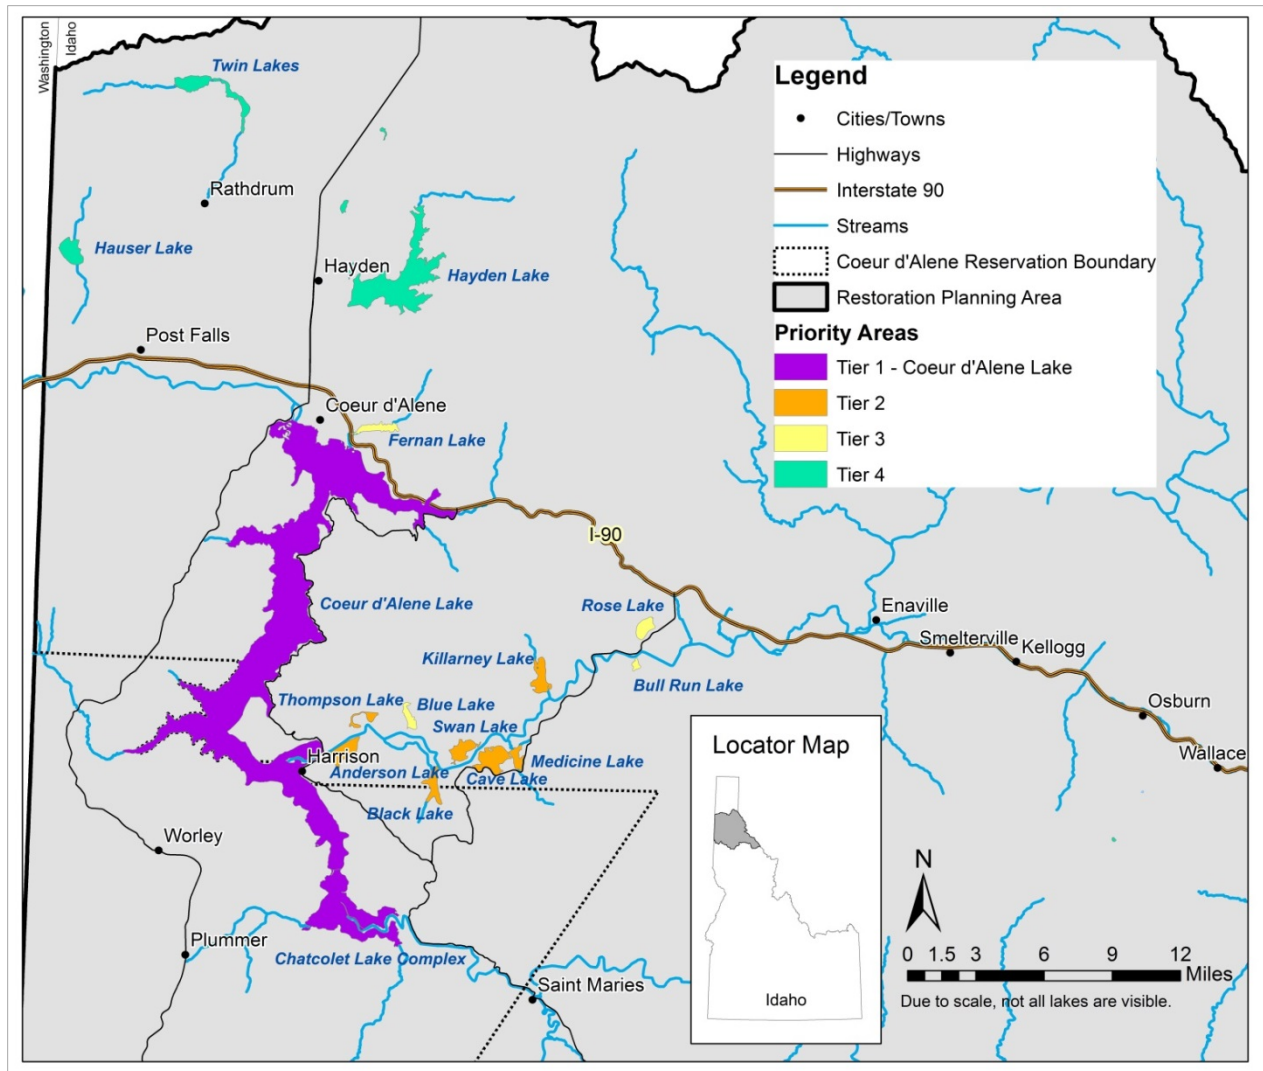 Washington
Idaho
Twin Lakes
Rathdrum
Hauser Lake
Hayden
Hayden Lake
Post Falls
Coeur d'Alene
Fernan Lake
I-90
Coeur d'Alene Lake
Rose Lake
Enaville
Smelterville
Kellogg
Killarney Lake
Bull Run Lake
Thompson Lake
Blue Lake
Swan Lake
Osburn
Wallace
Harrison
Anderson Lake
Cave Lake
Medicine Lake
Black Lake
Worley
Plummer
Chatcolet Lake Complex
Saint Maries
Legend
Cities/Towns
Highways
Interstate 90
Streams
Coeur d'Alene Reservation Boundary
Restoration Planning Area
Priority Areas
Tier 1 - Coeur d'Alene Lake
Tier 2
Tier 3
Tier 4
Locator Map
Idaho
N
0 1.5 3 6 9 12
Miles
Due to scale, not all lakes are visible.